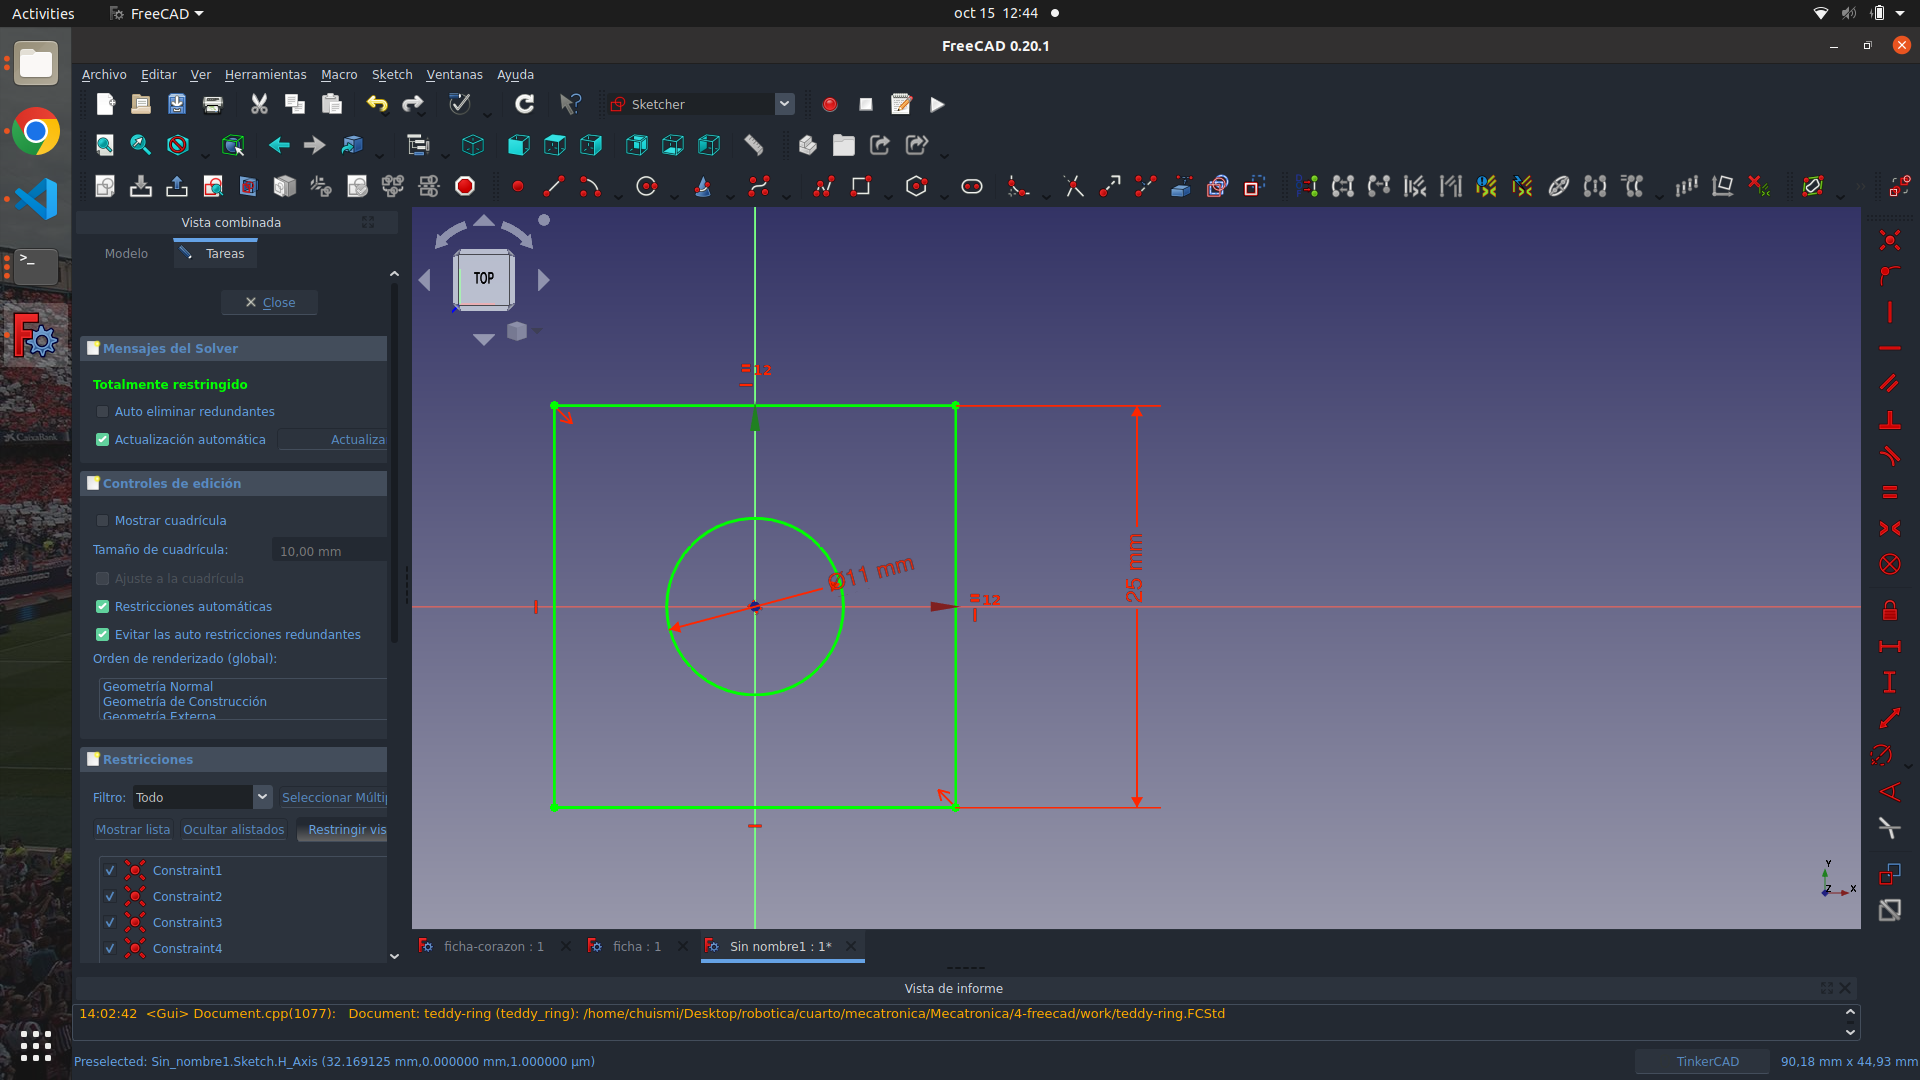 Activities
FreeCAD
oct 15 12:44
FreeCAD 0.20.1
Archivo Editar Ver Herramientas Macro Sketch Ventanas Ayuda
Sketcher
Vista combinada
Modelo
Tareas
Close
Mensajes del Solver
Totalmente restringido
Auto eliminar redundantes
Actualización automática
Actualiza
Controles de edición
Mostrar cuadrícula
Tamaño de cuadrícula:
10,00 mm
Ajuste a la cuadrícula
Restricciones automáticas
Evitar las auto restricciones redundantes
Orden de renderizado (global):
Geometría Normal
Geometría de Construcción
Geometría Externa
Restricciones
Filtro:
Todo
Seleccionar Múltip
Mostrar lista
Ocultar alistados
Restringir vis
Constraint1
Constraint2
Constraint3
Constraint4
TOP
12
Ø11 mm
12
25 mm
Y
Z
X
ficha-corazon : 1
ficha : 1
Sin nombre1 : 1*
Vista de informe
14:02:42 <Gui> Document.cpp(1077): Document: teddy-ring (teddy_ring): /home/chuismi/Desktop/robotica/cuarto/mecatronica/Mecatronica/4-freecad/work/teddy-ring.FCStd
Preselected: Sin_nombre1.Sketch.H_Axis (32.169125 mm,0.000000 mm,1.000000 µm)
TinkerCAD
90,18 mm x 44,93 mm